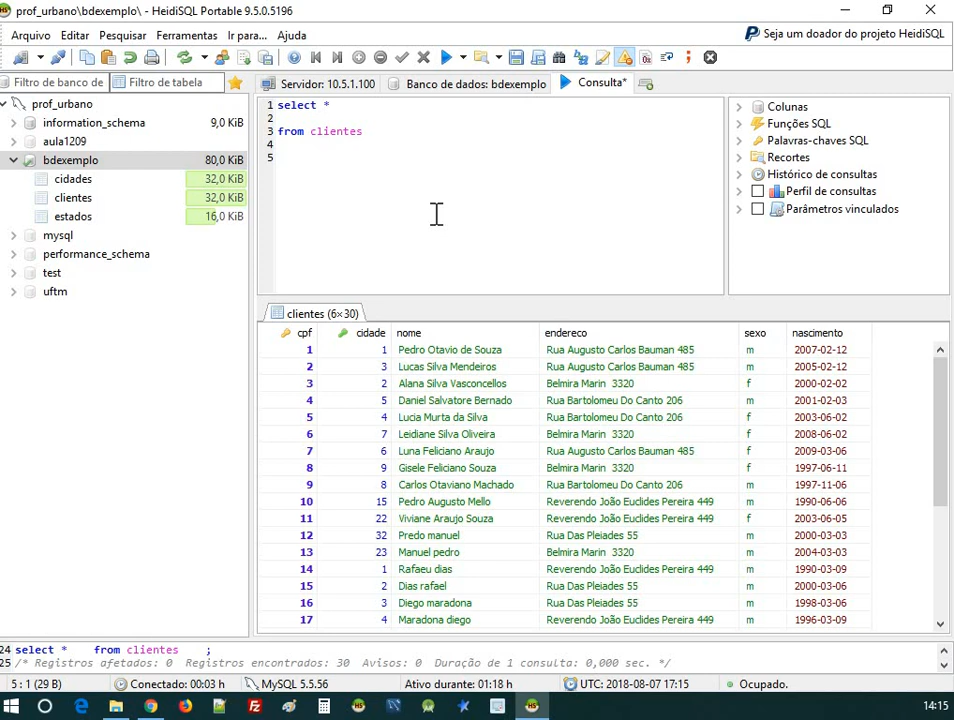 prof_urbano\bdexemplo\ - HeidiSQL Portable 9.5.0.5196
Arquivo Editar Pesquisar Ferramentas Ir para... Ajuda
Seja um doador do projeto HeidiSQL
Filtro de banco de
Filtro de tabela
Servidor: 10.5.1.100
Banco de dados: bdexemplo
Consulta*
prof_urbano
information_schema 9,0 KiB
aula1209
bdexemplo 80,0 KiB
cidades 32,0 KiB
clientes 32,0 KiB
estados 16,0 KiB
mysql
performance_schema
test
uftm
1 select *
2
3 from clientes
4
5
Colunas
Funções SQL
Palavras-chaves SQL
Recortes
Histórico de consultas
Perfil de consultas
Parâmetros vinculados
clientes (6×30)
cpf cidade nome endereco sexo nascimento
1 1 Pedro Otavio de Souza Rua Augusto Carlos Bauman 485 m 2007-02-12
2 3 Lucas Silva Mendeiros Rua Augusto Carlos Bauman 485 m 2005-02-12
3 2 Alana Silva Vasconcellos Belmira Marin 3320 f 2000-02-02
4 5 Daniel Salvatore Bernado Rua Bartolomeu Do Canto 206 m 2001-02-03
5 4 Lucia Murta da Silva Rua Bartolomeu Do Canto 206 f 2003-06-02
6 7 Leidiane Silva Oliveira Belmira Marin 3320 f 2008-06-02
7 6 Luna Feliciano Araujo Rua Augusto Carlos Bauman 485 f 2009-03-06
8 9 Gisele Feliciano Souza Belmira Marin 3320 f 1997-06-11
9 8 Carlos Otaviano Machado Rua Bartolomeu Do Canto 206 m 1997-11-06
10 15 Pedro Augusto Mello Reverendo João Euclides Pereira 449 m 1990-06-06
11 22 Viviane Araujo Souza Reverendo João Euclides Pereira 449 f 2003-06-05
12 32 Predo manuel Rua Das Pleiades 55 m 2000-03-03
13 23 Manuel pedro Belmira Marin 3320 m 2004-03-03
14 1 Rafaeu dias Reverendo João Euclides Pereira 449 m 1990-03-09
15 2 Dias rafael Rua Das Pleiades 55 m 2000-03-06
16 3 Diego maradona Rua Das Pleiades 55 m 1998-03-06
17 4 Maradona diego Reverendo João Euclides Pereira 449 m 1996-03-09
24 select * from clientes ;
25 /* Registros afetados: 0 Registros encontrados: 30 Avisos: 0 Duração de 1 consulta: 0,000 sec. */
5 : 1 (29 B) Conectado: 00:03 h MySQL 5.5.56 Ativo durante: 01:18 h UTC: 2018-08-07 17:15 Ocupado.
14:15